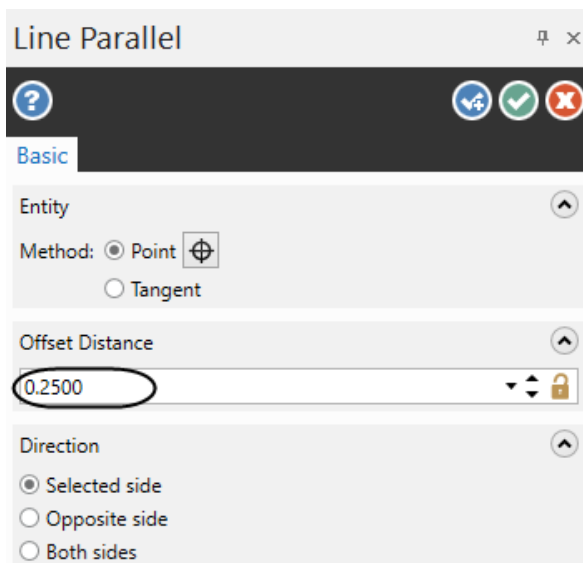 Line Parallel
Basic
Entity
Method: Point
Tangent
Offset Distance
0.2500
Direction
Selected side
Opposite side
Both sides